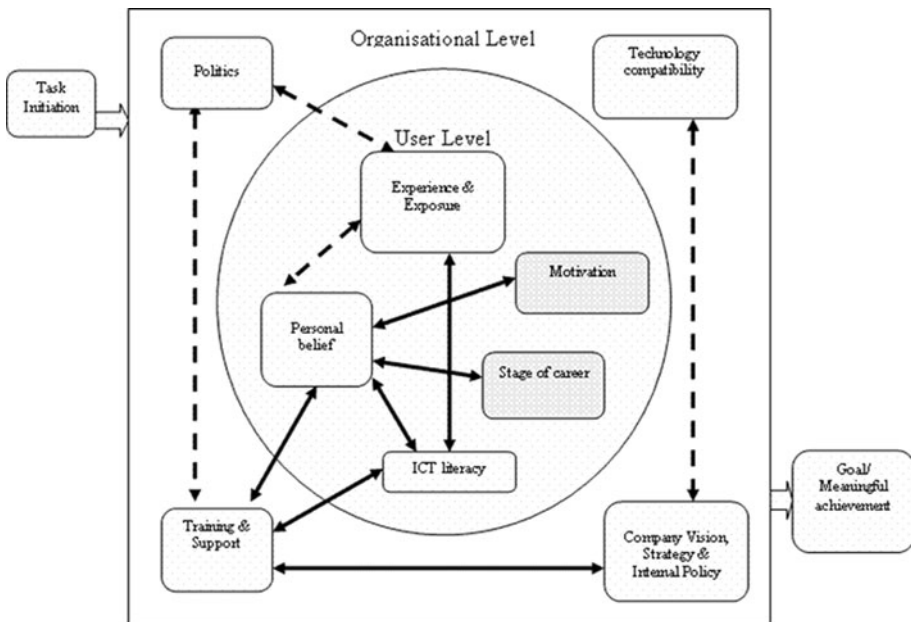 Organisational Level
Politics
Technology
compatibility
Task
Initiation
User Level
Experience &
Exposure
Motivation
Personal
belief
Stage of career
ICT literacy
Goal/
Meaningful
achievement
Training &
Support
Company Vision,
Strategy &
Internal Policy